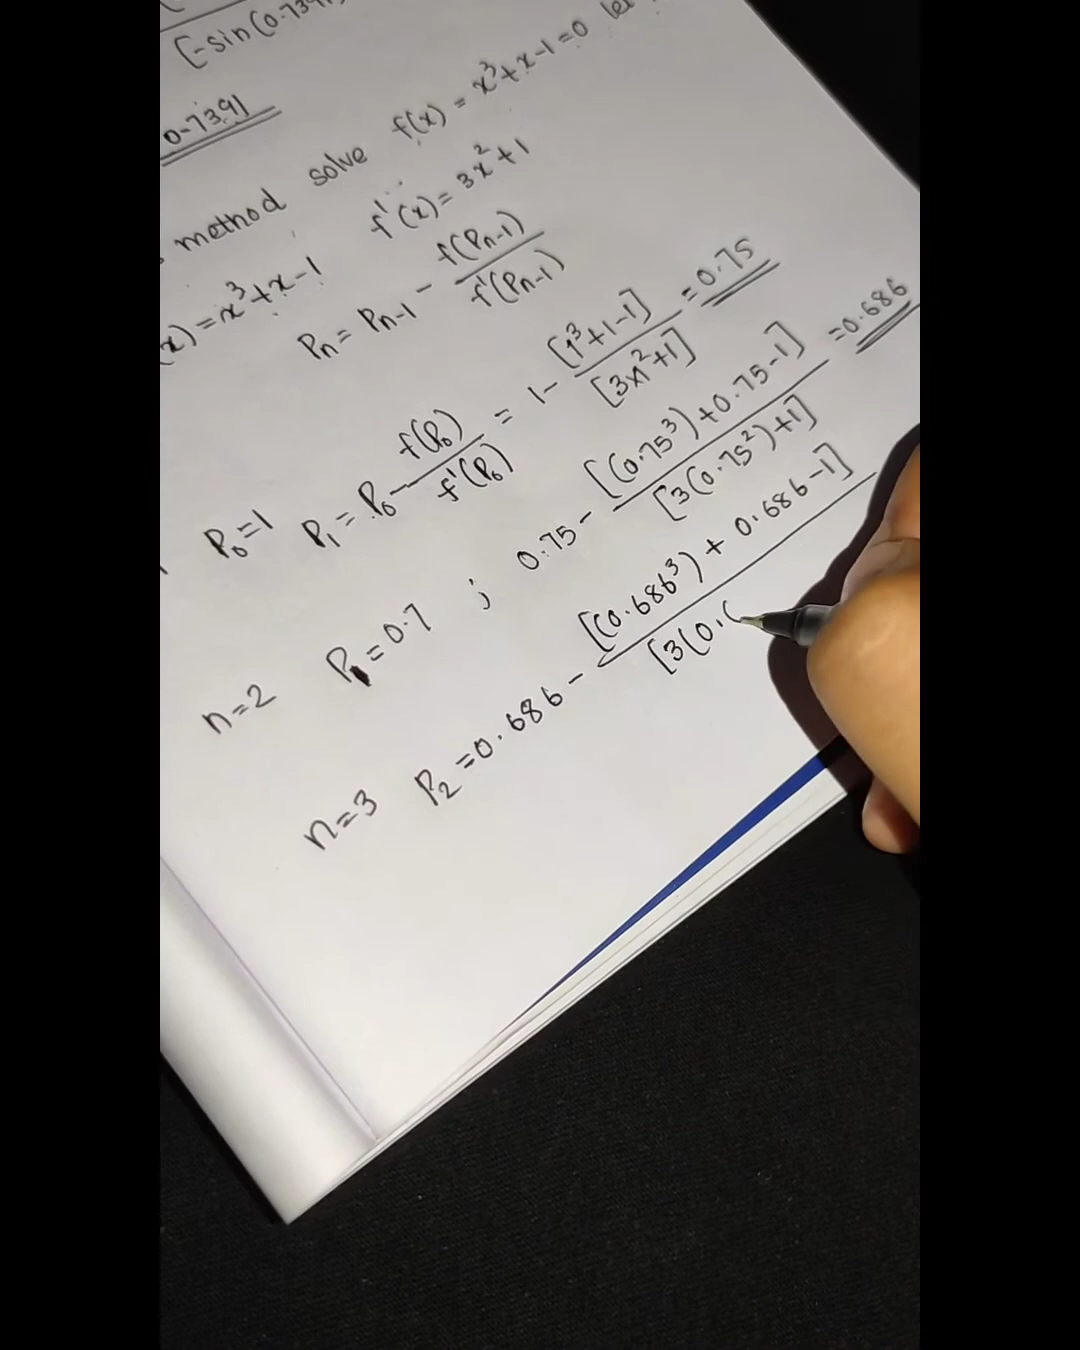 [-sin(0.739
0.7391
method solve f(x) = x³+x-1=0 let
x) = x³+x-1 f'(x) = 3x²+1
Pn = Pn-1 - f(Pn-1)/f'(Pn-1)
P₀=1 P₁ = P₀ - f(P₀)/f'(P₀) = 1 - [1³+1-1]/[3x1²+1] = 0.75
n=2 P₁=0.7 ; 0.75 - [(0.75³)+0.75-1]/[3(0.75²)+1] =0.686
n=3 P₂ =0.686 - [(0.686³) + 0.686-1]/[3(0.(